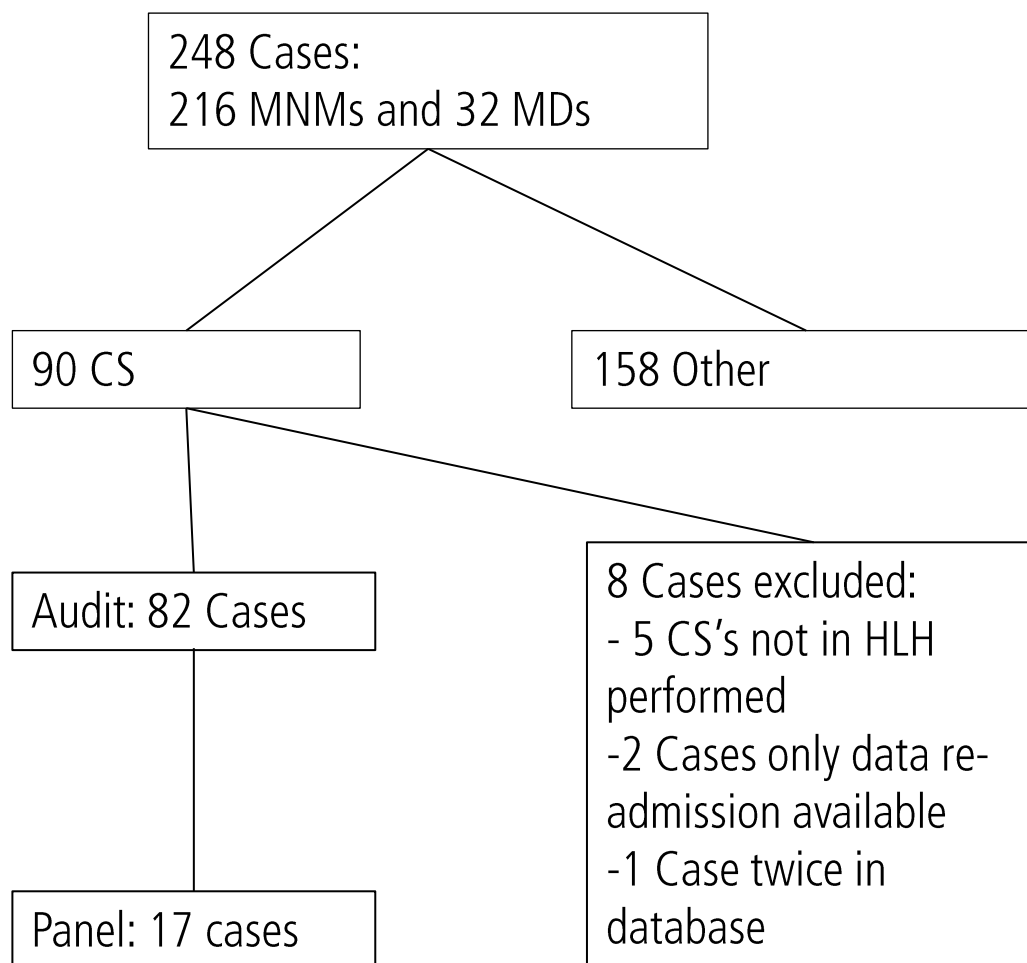 248 Cases:
216 MNMs and 32 MDs
90 CS
158 Other
Audit: 82 Cases
8 Cases excluded:
- 5 CS’s not in HLH
performed
-2 Cases only data re-
admission available
-1 Case twice in
database
Panel: 17 cases